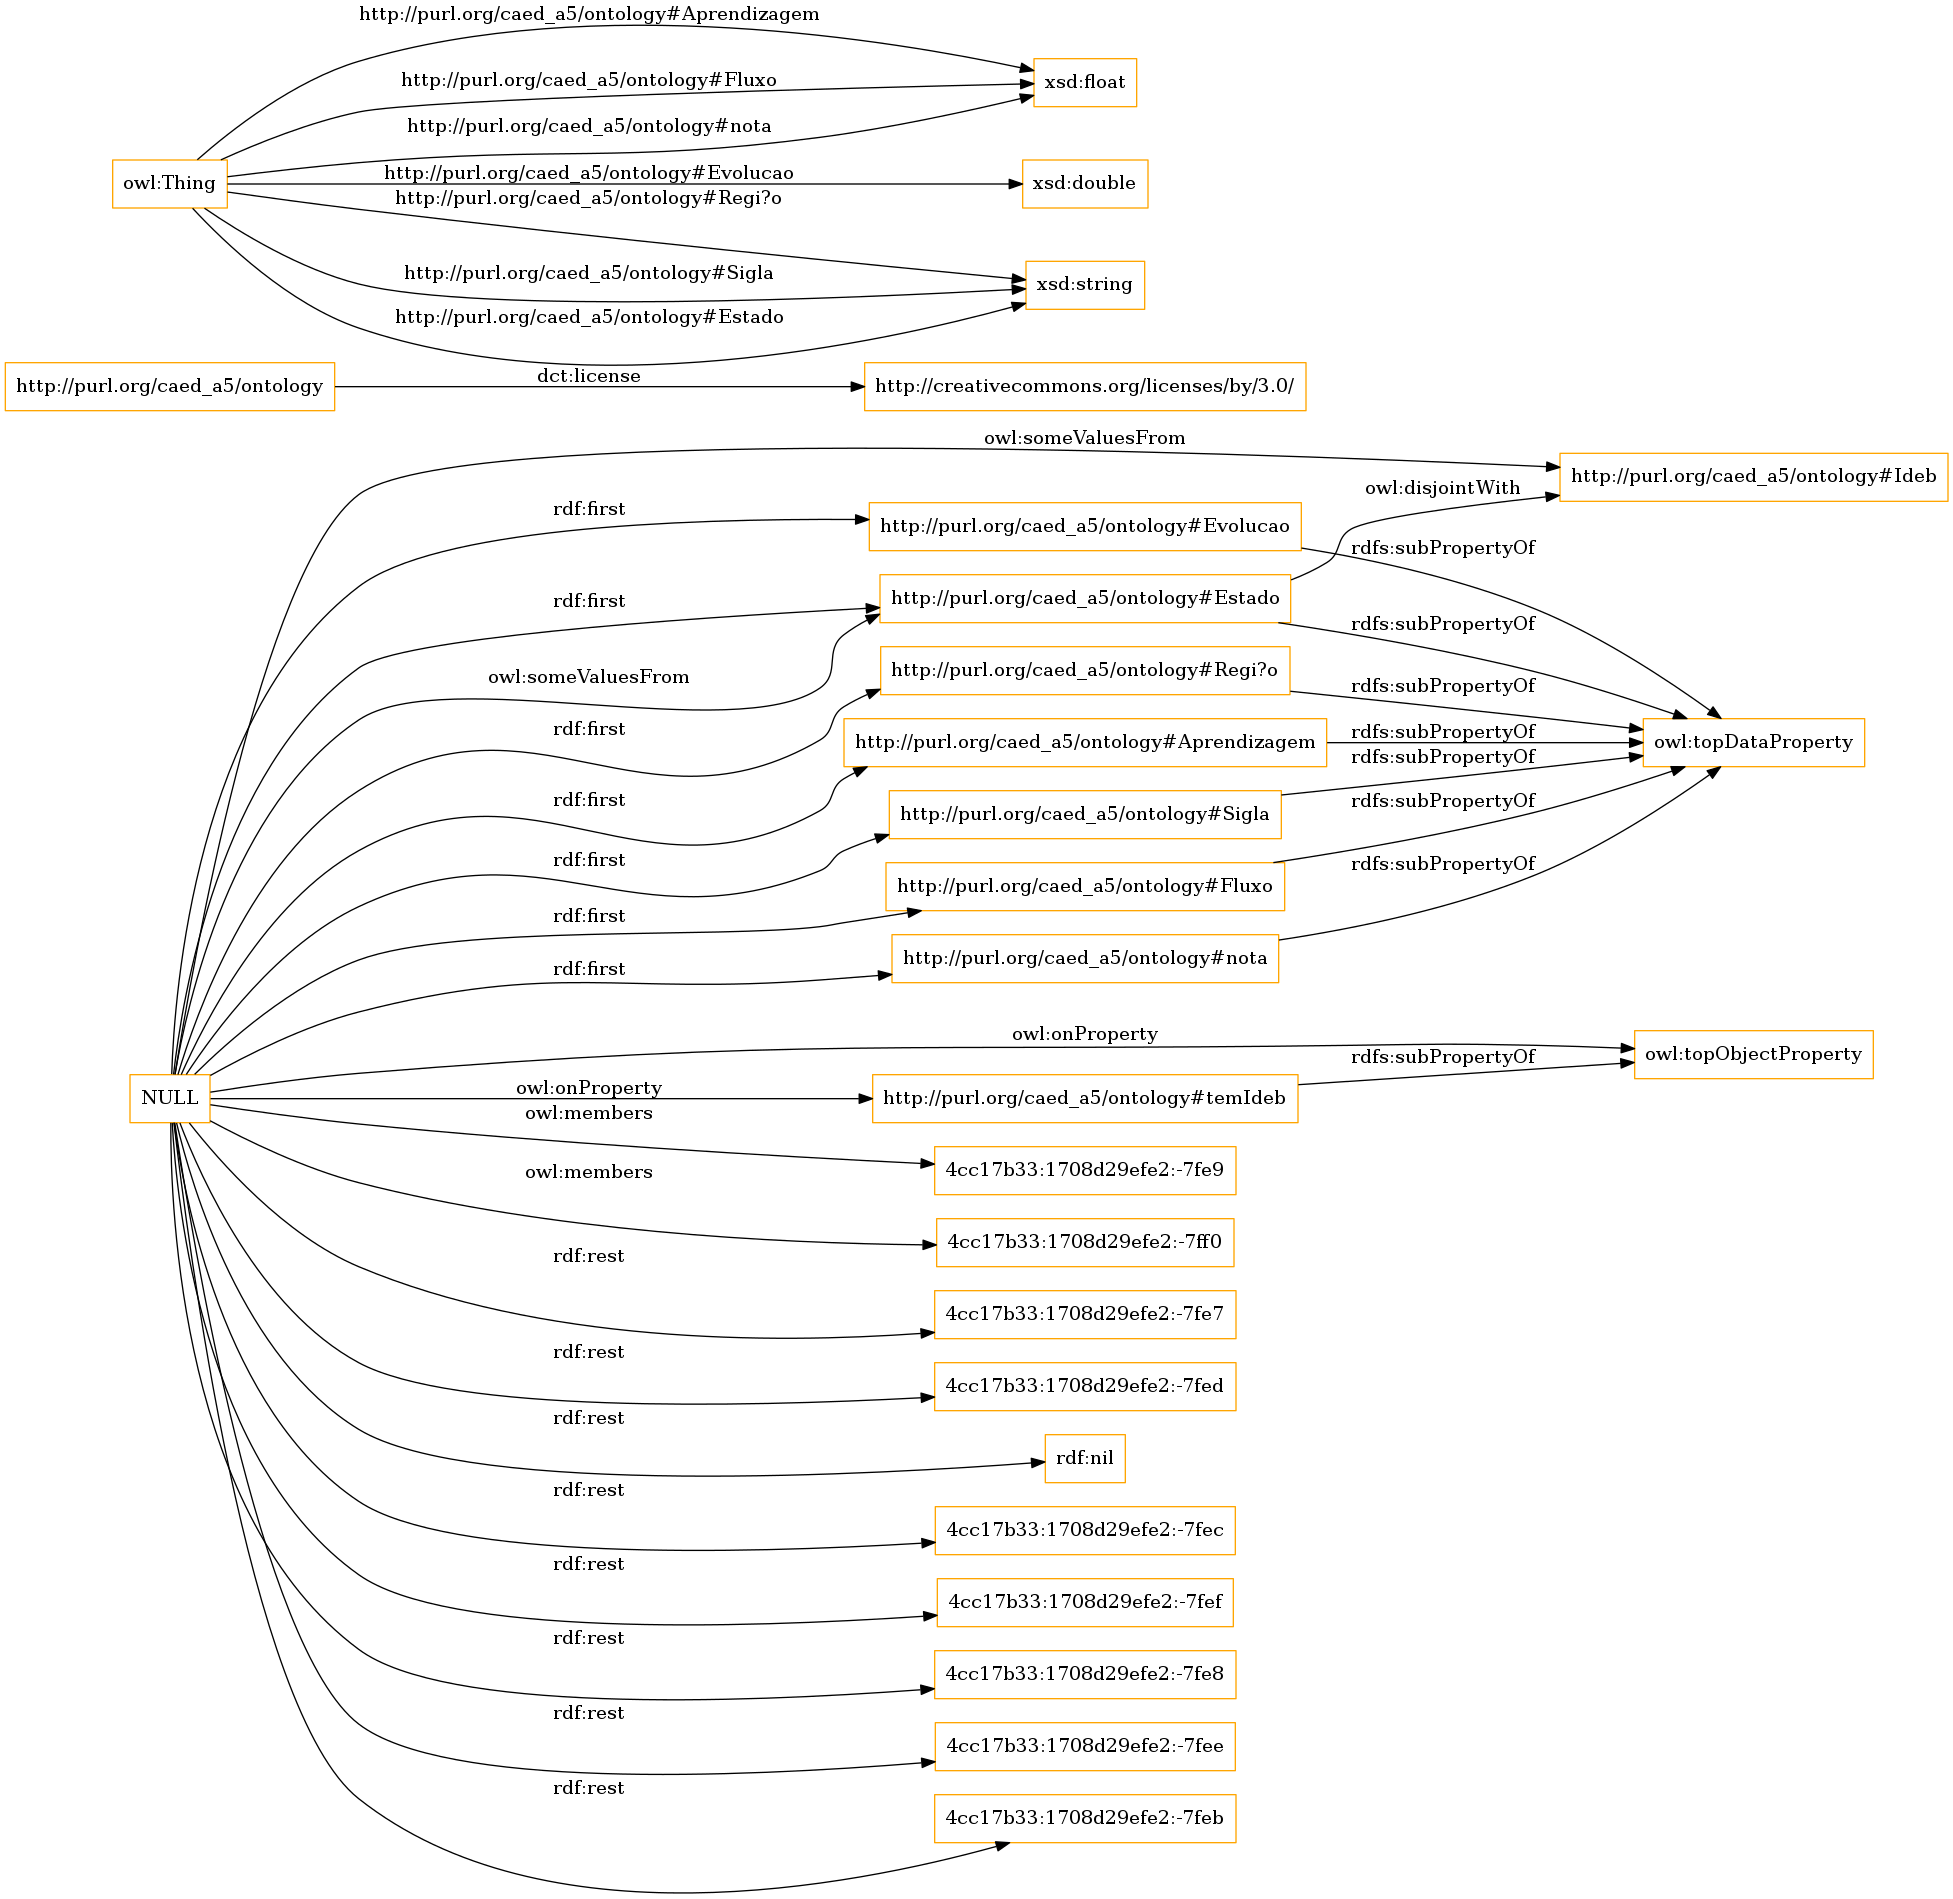 http://purl.org/caed_a5/ontology#Aprendizagem
xsd:float
http://purl.org/caed_a5/ontology#Fluxo
http://purl.org/caed_a5/ontology#nota
owl:Thing
http://purl.org/caed_a5/ontology#Evolucao
xsd:double
http://purl.org/caed_a5/ontology#Regi?o
http://purl.org/caed_a5/ontology#Sigla
xsd:string
http://purl.org/caed_a5/ontology#Estado
http://purl.org/caed_a5/ontology
dct:license
http://creativecommons.org/licenses/by/3.0/
owl:someValuesFrom
http://purl.org/caed_a5/ontology#Ideb
owl:disjointWith
rdf:first
http://purl.org/caed_a5/ontology#Evolucao
rdfs:subPropertyOf
rdf:first
http://purl.org/caed_a5/ontology#Estado
rdfs:subPropertyOf
owl:someValuesFrom
http://purl.org/caed_a5/ontology#Regi?o
rdfs:subPropertyOf
rdf:first
http://purl.org/caed_a5/ontology#Aprendizagem
rdfs:subPropertyOf
owl:topDataProperty
rdfs:subPropertyOf
rdf:first
http://purl.org/caed_a5/ontology#Sigla
rdfs:subPropertyOf
rdf:first
http://purl.org/caed_a5/ontology#Fluxo
rdfs:subPropertyOf
rdf:first
http://purl.org/caed_a5/ontology#nota
rdf:first
owl:onProperty
owl:topObjectProperty
rdfs:subPropertyOf
NULL
owl:onProperty
http://purl.org/caed_a5/ontology#temIdeb
owl:members
4cc17b33:1708d29efe2:-7fe9
owl:members
4cc17b33:1708d29efe2:-7ff0
rdf:rest
4cc17b33:1708d29efe2:-7fe7
rdf:rest
4cc17b33:1708d29efe2:-7fed
rdf:rest
rdf:nil
rdf:rest
4cc17b33:1708d29efe2:-7fec
rdf:rest
4cc17b33:1708d29efe2:-7fef
rdf:rest
4cc17b33:1708d29efe2:-7fe8
rdf:rest
4cc17b33:1708d29efe2:-7fee
rdf:rest
4cc17b33:1708d29efe2:-7feb